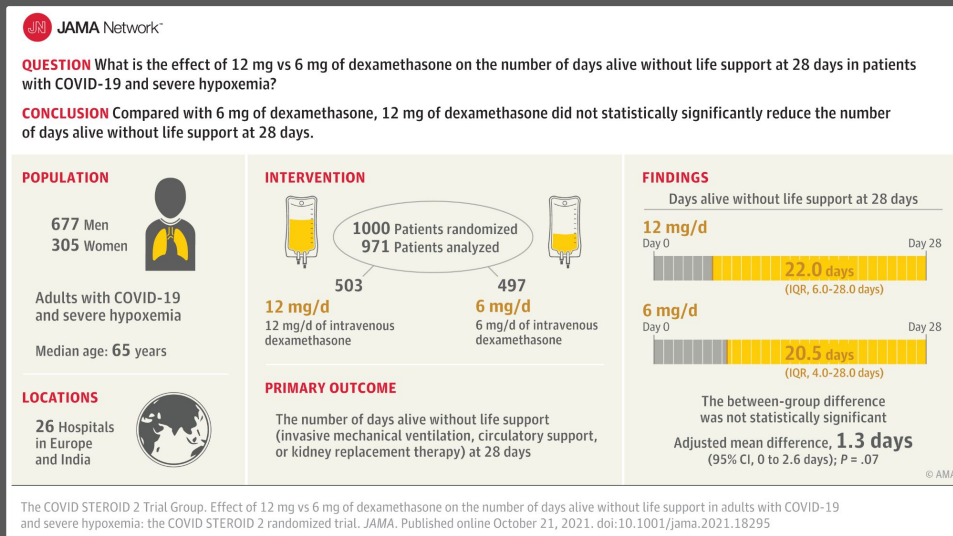 JN JAMA Network™
QUESTION What is the effect of 12 mg vs 6 mg of dexamethasone on the number of days alive without life support at 28 days in patients
with COVID-19 and severe hypoxemia?
CONCLUSION Compared with 6 mg of dexamethasone, 12 mg of dexamethasone did not statistically significantly reduce the number
of days alive without life support at 28 days.
POPULATION
677 Men
305 Women
Adults with COVID-19
and severe hypoxemia
Median age: 65 years
LOCATIONS
26 Hospitals
in Europe
and India
INTERVENTION
1000 Patients randomized
971 Patients analyzed
503
12 mg/d
12 mg/d of intravenous
dexamethasone
497
6 mg/d
6 mg/d of intravenous
dexamethasone
PRIMARY OUTCOME
The number of days alive without life support
(invasive mechanical ventilation, circulatory support,
or kidney replacement therapy) at 28 days
FINDINGS
Days alive without life support at 28 days
12 mg/d
Day 0 Day 28
22.0 days
(IQR, 6.0-28.0 days)
6 mg/d
Day 0 Day 28
20.5 days
(IQR, 4.0-28.0 days)
The between-group difference
was not statistically significant
Adjusted mean difference, 1.3 days
(95% CI, 0 to 2.6 days); P = .07
© AMA
The COVID STEROID 2 Trial Group. Effect of 12 mg vs 6 mg of dexamethasone on the number of days alive without life support in adults with COVID-19
and severe hypoxemia: the COVID STEROID 2 randomized trial. JAMA. Published online October 21, 2021. doi:10.1001/jama.2021.18295